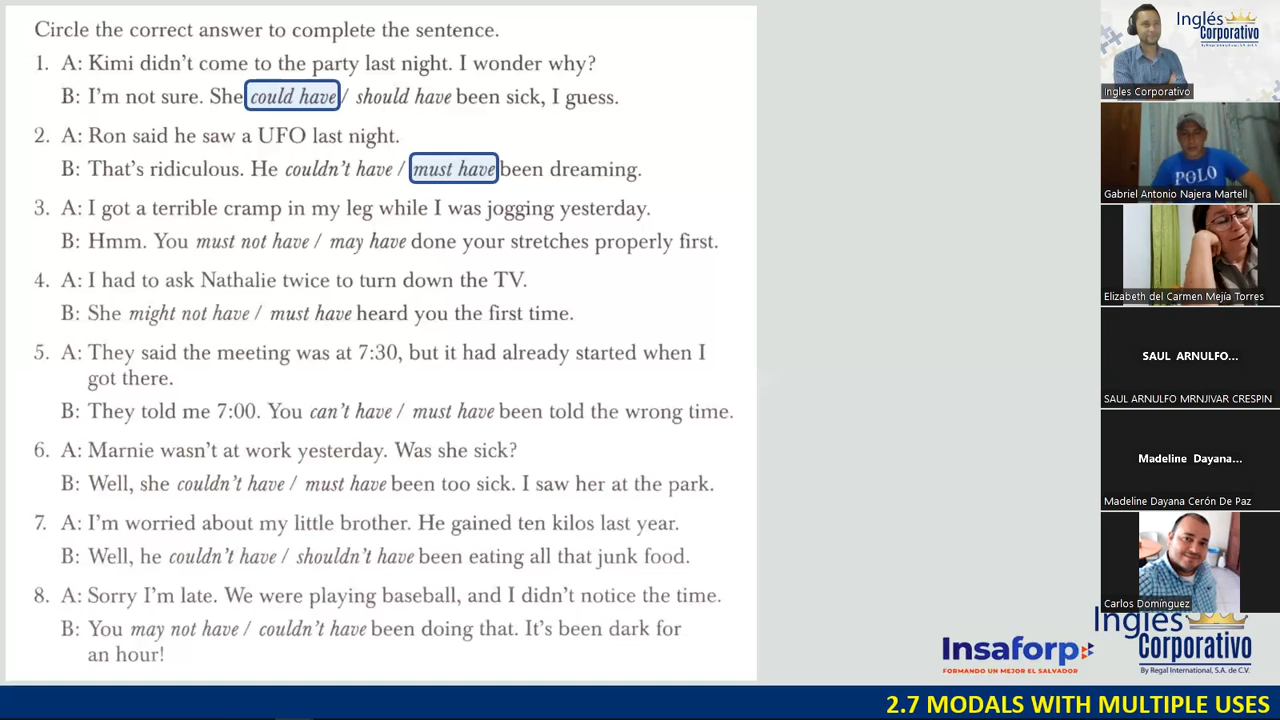 Circle the correct answer to complete the sentence.
1. A: Kimi didn't come to the party last night. I wonder why?
B: I'm not sure. She could have / should have been sick, I guess.
2. A: Ron said he saw a UFO last night.
B: That's ridiculous. He couldn't have / must have been dreaming.
3. A: I got a terrible cramp in my leg while I was jogging yesterday.
B: Hmm. You must not have / may have done your stretches properly first.
4. A: I had to ask Nathalie twice to turn down the TV.
B: She might not have / must have heard you the first time.
5. A: They said the meeting was at 7:30, but it had already started when I
got there.
B: They told me 7:00. You can't have / must have been told the wrong time.
6. A: Marnie wasn't at work yesterday. Was she sick?
B: Well, she couldn't have / must have been too sick. I saw her at the park.
7. A: I'm worried about my little brother. He gained ten kilos last year.
B: Well, he couldn't have / shouldn't have been eating all that junk food.
8. A: Sorry I'm late. We were playing baseball, and I didn't notice the time.
B: You may not have / couldn't have been doing that. It's been dark for
an hour!
Inglés
Corporativo
By Regal International, S.A. de C.V.
Ingles Corporativo
POLO
Gabriel Antonio Najera Martell
Elizabeth del Carmen Mejía Torres
SAUL ARNULFO...
SAUL ARNULFO MRNJIVAR CRESPIN
Madeline Dayana...
Madeline Dayana Cerón De Paz
Carlos Domínguez
Insaforp
FORMANDO UN MEJOR EL SALVADOR
Inglés
Corporativo
By Regal International, S.A. de C.V.
2.7 MODALS WITH MULTIPLE USES